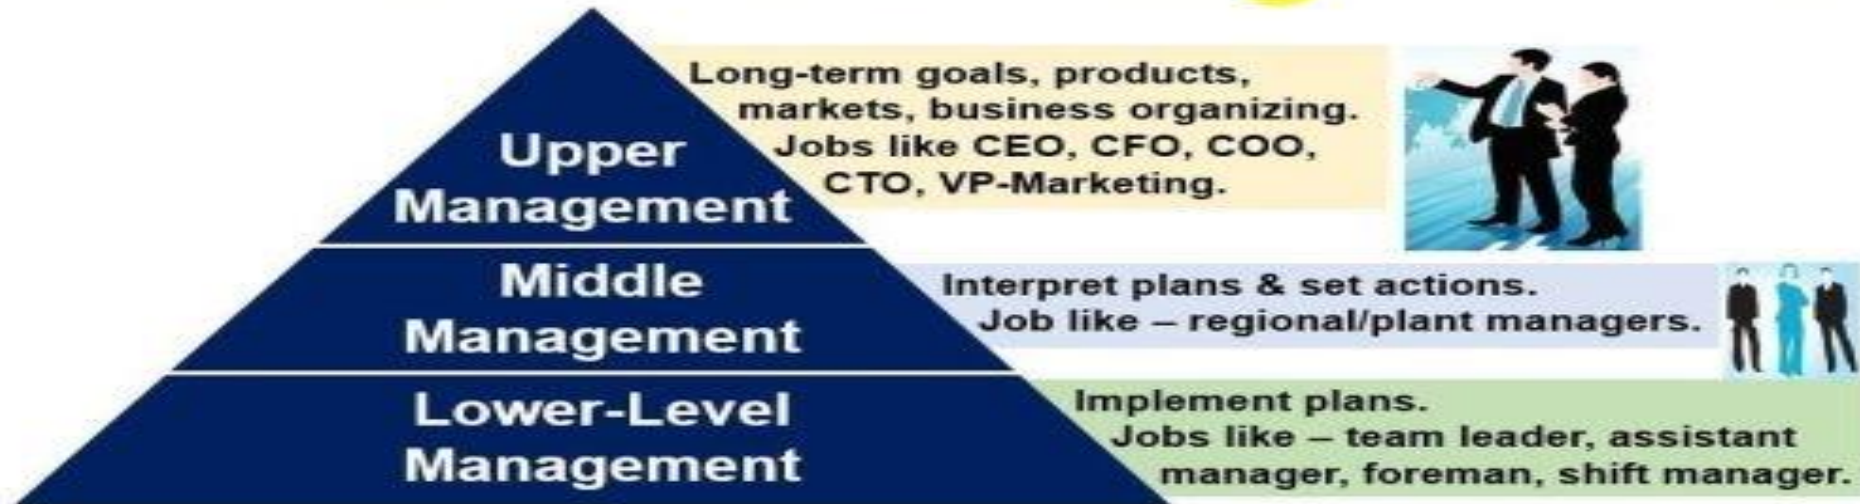 Upper
Management
Long-term goals, products,
markets, business organizing.
Jobs like CEO, CFO, COO,
CTO, VP-Marketing.
Middle
Management
Interpret plans & set actions.
Job like – regional/plant managers.
Lower-Level
Management
Implement plans.
Jobs like – team leader, assistant
manager, foreman, shift manager.